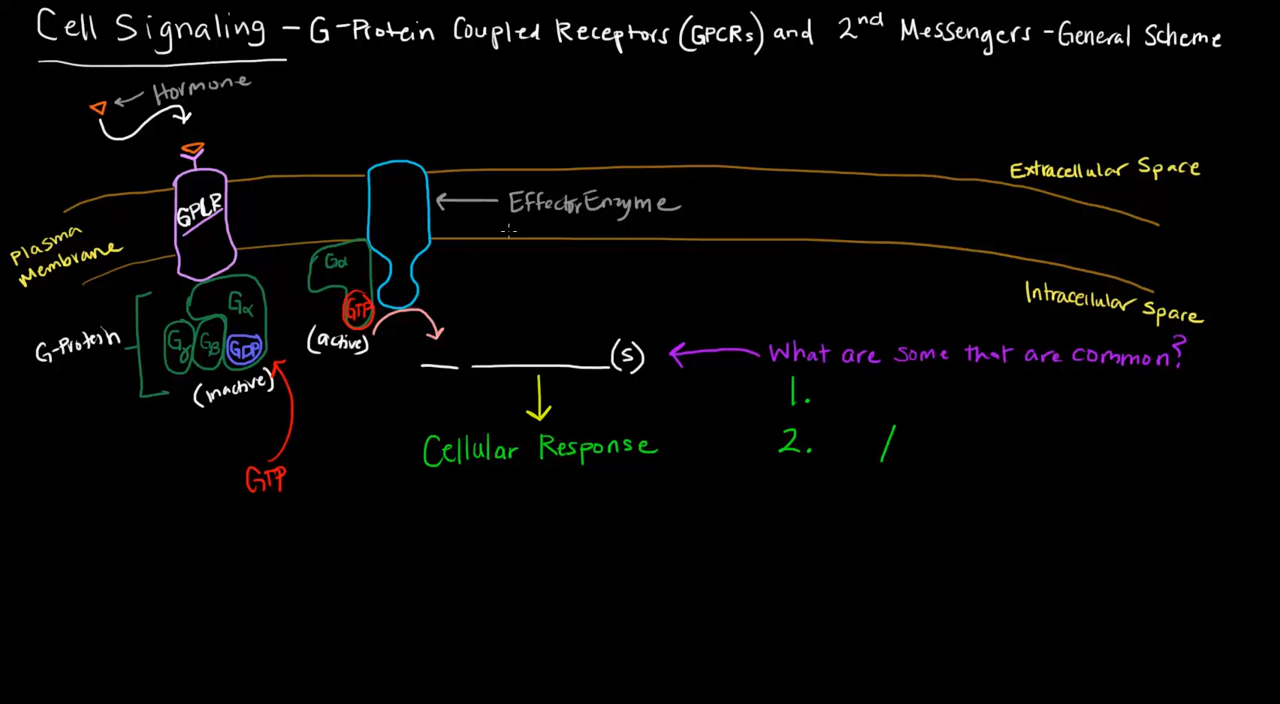 Cell Signaling - G-Protein Coupled Receptors (GPCRs) and 2nd Messengers - General Scheme
Hormone
GPCR
Extracellular Space
Effector Enzyme
Plasma
Membrane
Gα
GTP
(active)
Intracellular Space
G-Protein
Gα
Gγ
Gβ
GDP
(inactive)
(s)
What are some that are common?
1.
Cellular Response
2. /
GTP